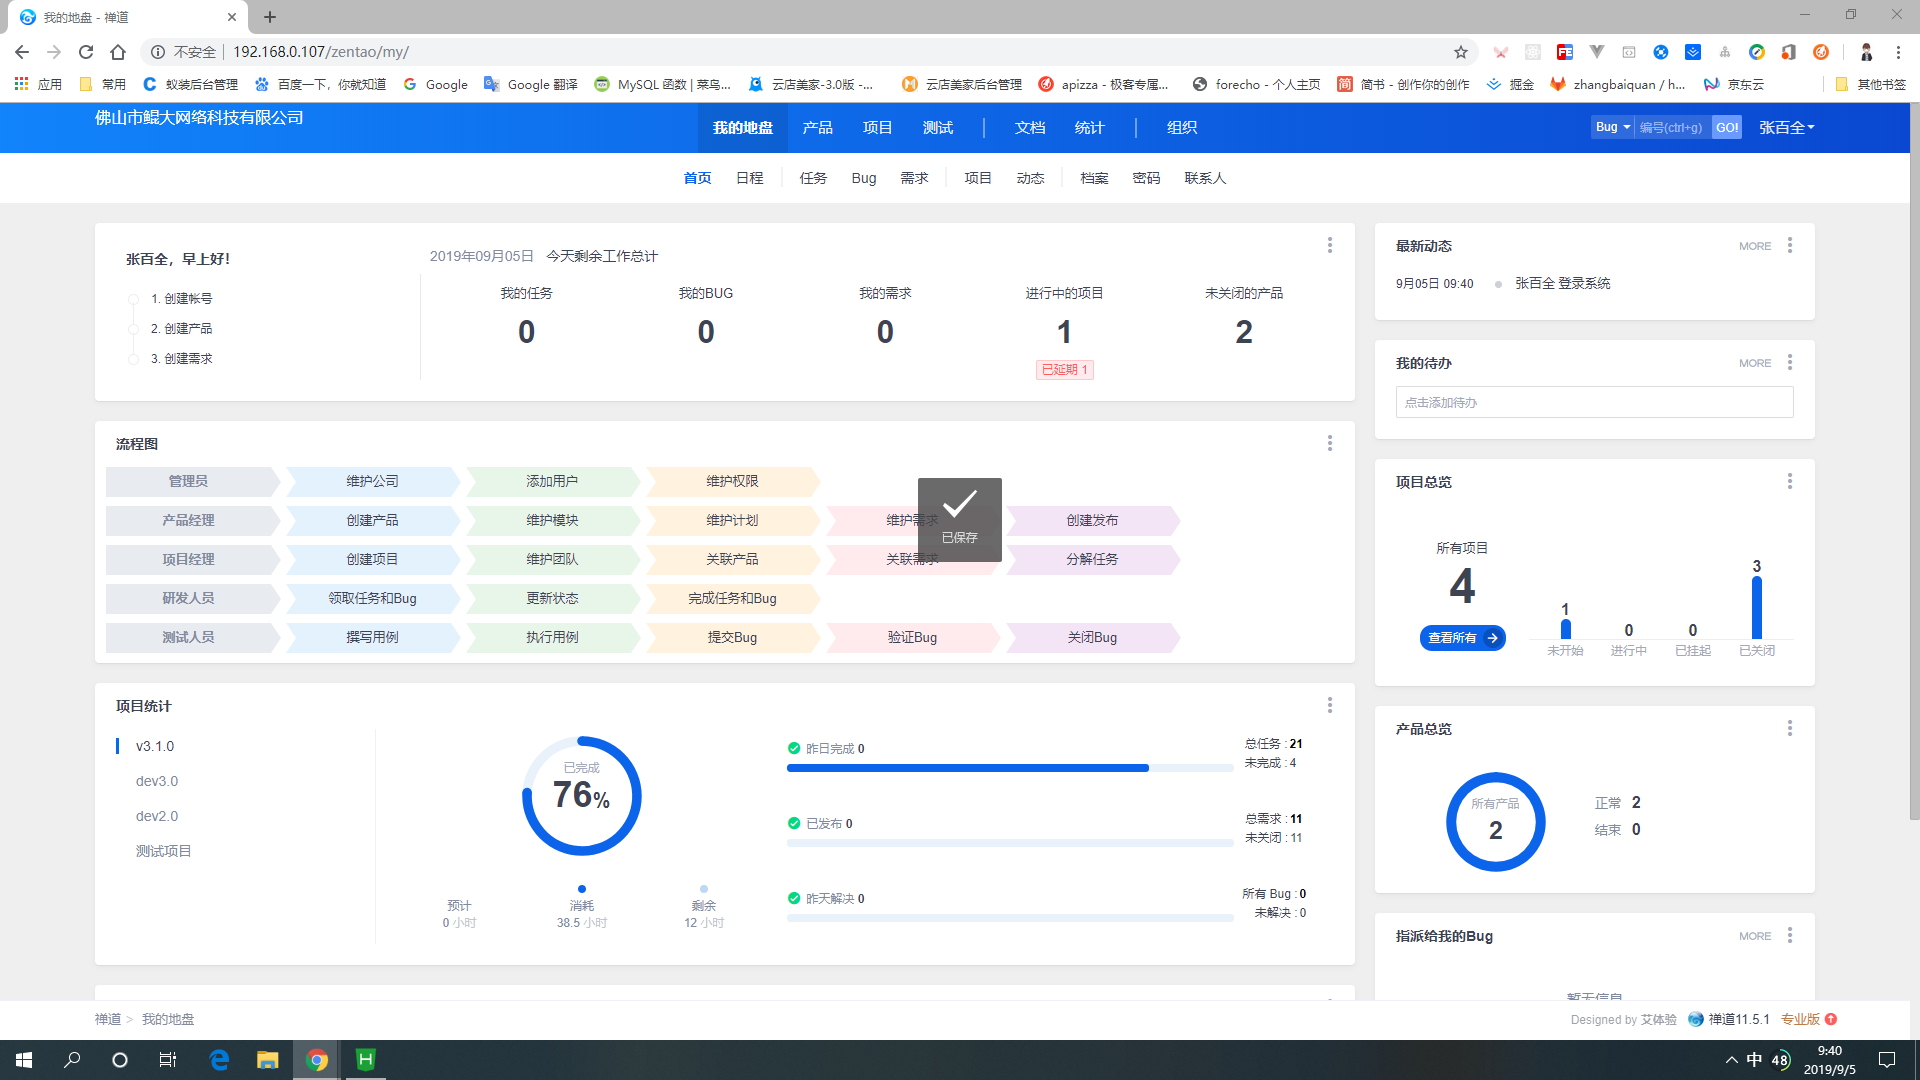 我的地盘 - 禅道
不安全 192.168.0.107/zentao/my/
应用 常用 蚁装后台管理 百度一下，你就知道 Google Google 翻译 MySQL 函数 | 菜鸟... 云店美家-3.0版 -... 云店美家后台管理 apizza - 极客专属... forecho - 个人主页 简书 - 创作你的创作 掘金 zhangbaiquan / h... 京东云 其他书签
佛山市鲲大网络科技有限公司
我的地盘 产品 项目 测试 文档 统计 组织
Bug 编号(ctrl+g) GO! 张百全
首页 日程 任务 Bug 需求 项目 动态 档案 密码 联系人
张百全，早上好!
1. 创建帐号
2. 创建产品
3. 创建需求
2019年09月05日 今天剩余工作总计
我的任务 我的BUG 我的需求 进行中的项目 未关闭的产品
0 0 0 1 2
已延期 1
最新动态 MORE
9月05日 09:40 张百全 登录系统
我的待办 MORE
点击添加待办
流程图
管理员 维护公司 添加用户 维护权限
产品经理 创建产品 维护模块 维护计划 维护需求 创建发布
项目经理 创建项目 维护团队 关联产品 关联需求 分解任务
研发人员 领取任务和Bug 更新状态 完成任务和Bug
测试人员 撰写用例 执行用例 提交Bug 验证Bug 关闭Bug
已保存
项目总览
所有项目
4
查看所有
1 0 0 3
未开始 进行中 已挂起 已关闭
项目统计
v3.1.0
dev3.0
dev2.0
测试项目
已完成
76%
预计 消耗 剩余
0 小时 38.5 小时 12 小时
昨日完成 0
总任务 : 21
未完成 : 4
已发布 0
总需求 : 11
未关闭 : 11
昨天解决 0
所有 Bug : 0
未解决 : 0
产品总览
所有产品
2
正常 2
结束 0
指派给我的Bug MORE
暂无信息
禅道 > 我的地盘
Designed by 艾体验 禅道11.5.1 专业版
中 48
9:40
2019/9/5